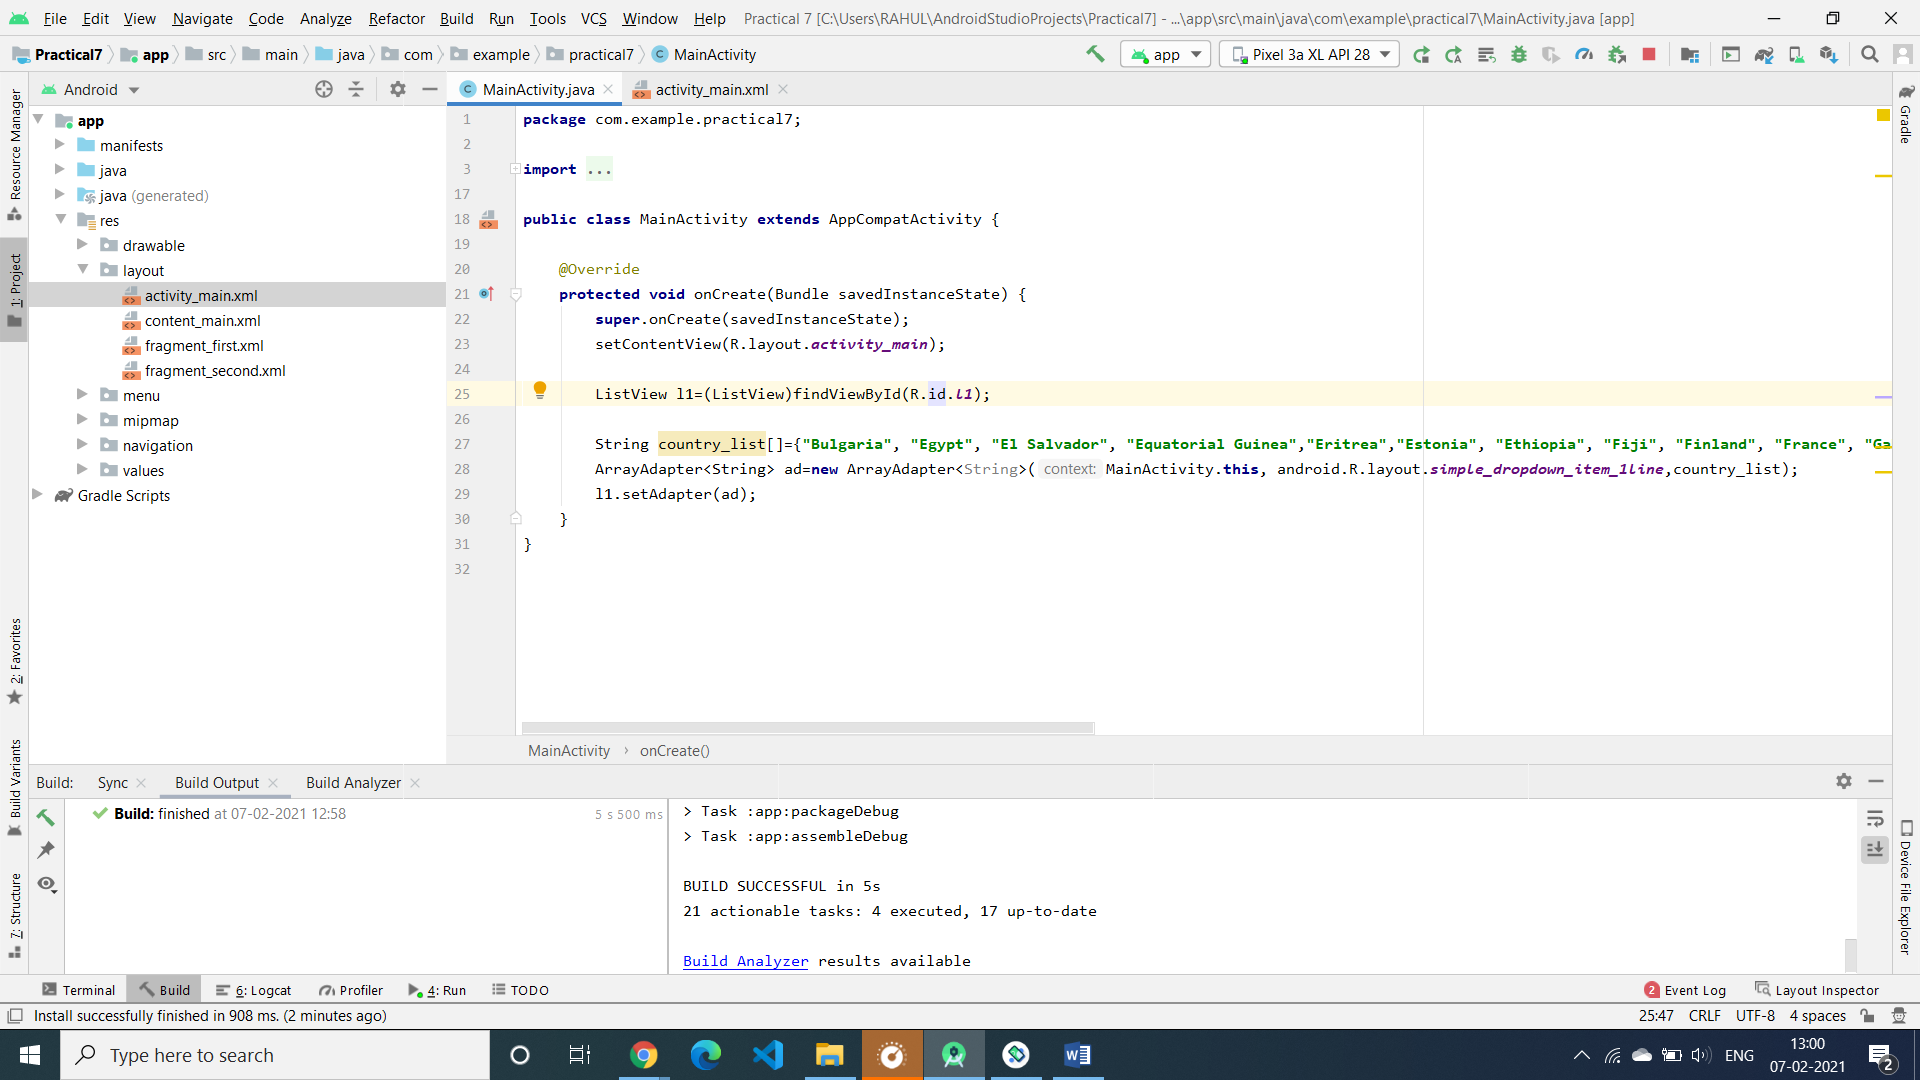 File Edit View Navigate Code Analyze Refactor Build Run Tools VCS Window Help Practical 7 [C:\Users\RAHUL\AndroidStudioProjects\Practical7] - ...\app\src\main\java\com\example\practical7\MainActivity.java [app]
Practical7 app src main java com example practical7 MainActivity app Pixel 3a XL API 28
Android MainActivity.java activity_main.xml
Resource Manager
1: Project
2: Favorites
Build Variants
7: Structure
app
manifests
java
java (generated)
res
drawable
layout
activity_main.xml
content_main.xml
fragment_first.xml
fragment_second.xml
menu
mipmap
navigation
values
Gradle Scripts
1 package com.example.practical7;
2
3 import ...
17
18 public class MainActivity extends AppCompatActivity {
19
20 @Override
21 protected void onCreate(Bundle savedInstanceState) {
22 super.onCreate(savedInstanceState);
23 setContentView(R.layout.activity_main);
24
25 ListView l1=(ListView)findViewById(R.id.l1);
26
27 String country_list[]={"Bulgaria", "Egypt", "El Salvador", "Equatorial Guinea","Eritrea","Estonia", "Ethiopia", "Fiji", "Finland", "France", "Ga
28 ArrayAdapter<String> ad=new ArrayAdapter<String>( context: MainActivity.this, android.R.layout.simple_dropdown_item_1line,country_list);
29 l1.setAdapter(ad);
30 }
31 }
32
MainActivity › onCreate()
Gradle
Device File Explorer
Build: Sync Build Output Build Analyzer
Build: finished at 07-02-2021 12:58 5 s 500 ms
> Task :app:packageDebug
> Task :app:assembleDebug
BUILD SUCCESSFUL in 5s
21 actionable tasks: 4 executed, 17 up-to-date
Build Analyzer results available
Terminal Build 6: Logcat Profiler 4: Run TODO 2 Event Log Layout Inspector
Install successfully finished in 908 ms. (2 minutes ago) 25:47 CRLF UTF-8 4 spaces
Type here to search ENG 13:00
07-02-2021 2